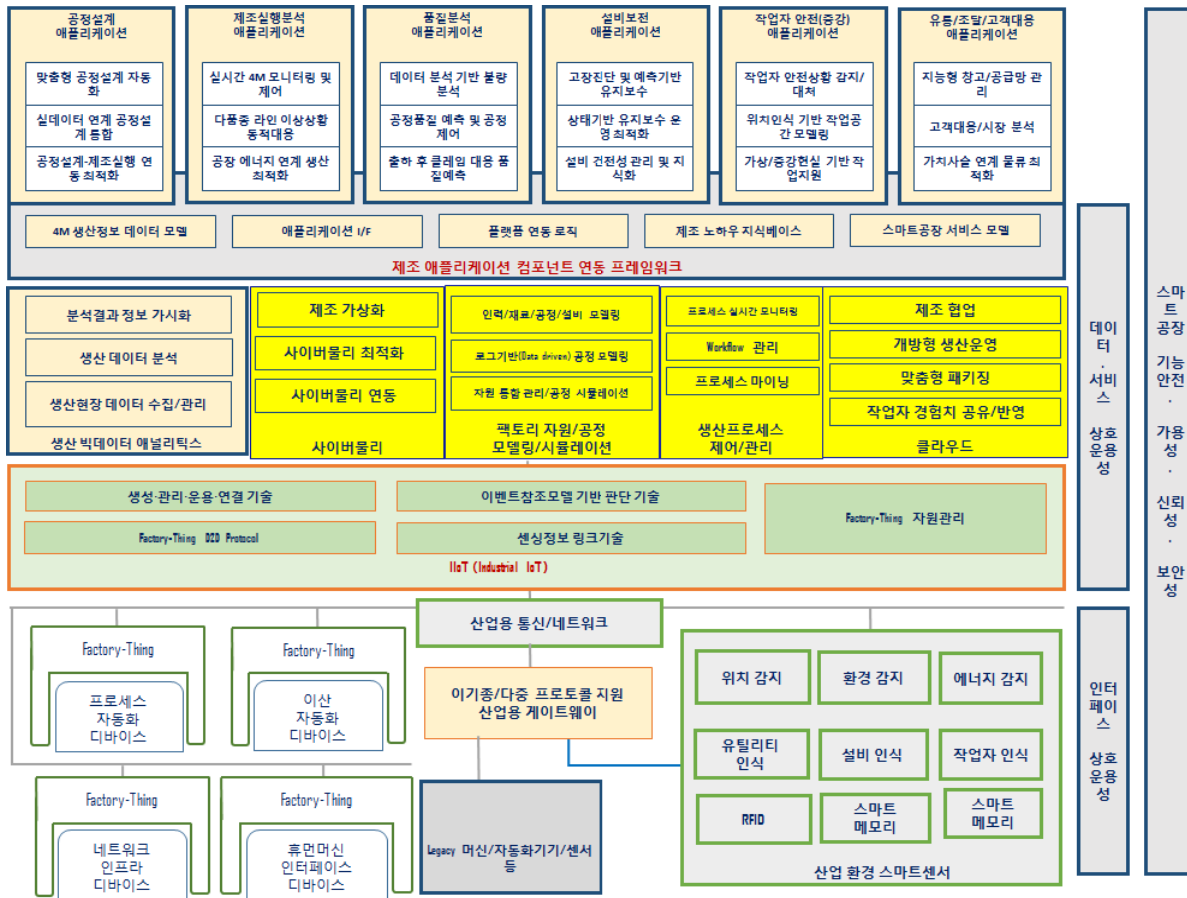 공정설계
애플리케이션
맞춤형 공정설계 자동
화
실데이터 연계 공정설
계 통합
공정설계-제조실행 연
동 최적화
제조실행분석
애플리케이션
실시간 4M 모니터링 및
제어
다품종 라인 이상상황
동적대응
공장 에너지 연계 생산
최적화
품질분석
애플리케이션
데이터 분석 기반 불량
분석
공정품질 예측 및 공정
제어
출하 후 클레임 대응 품
질예측
설비보전
애플리케이션
고장진단 및 예측기반
유지보수
상태기반 유지보수 운
영 최적화
설비 건전성 관리 및 지
식화
작업자 안전(증강)
애플리케이션
작업자 안전상황 감지/
대처
위치인식 기반 작업공
간 모델링
가상/증강현실 기반 작
업지원
유통/조달/고객대응
애플리케이션
지능형 창고/공급망 관
리
고객대응/시장 분석
가치사슬 연계 물류 최
적화
4M 생산정보 데이터 모델
애플리케이션 I/F
플랫폼 연동 로직
제조 노하우 지식베이스
스마트공장 서비스 모델
제조 애플리케이션 컴포넌트 연동 프레임워크
분석결과 정보 가시화
생산 데이터 분석
생산현장 데이터 수집/관리
생산 빅데이터 애널리틱스
제조 가상화
사이버물리 최적화
사이버물리 연동
사이버물리
인력/재료/공정/설비 모델링
로그기반(Data driven) 공정 모델링
자원 통합 관리/공정 시뮬레이션
팩토리 자원/공정
모델링/시뮬레이션
프로세스 실시간 모니터링
Workflow 관리
프로세스 마이닝
생산프로세스
제어/관리
제조 협업
개방형 생산운영
맞춤형 패키징
작업자 경험치 공유/반영
클라우드
생성·관리·운용·연결 기술
이벤트참조모델 기반 판단 기술
Factory-Thing 자원관리
Factory-Thing D2D Protocol
센싱정보 링크기술
IIoT (Industrial IoT)
산업용 통신/네트워크
Factory-Thing
프로세스
자동화
디바이스
Factory-Thing
이산
자동화
디바이스
이기종/다중 프로토콜 지원
산업용 게이트웨이
Factory-Thing
네트워크
인프라
디바이스
Factory-Thing
휴먼머신
인터페이스
디바이스
Legacy 머신/자동화기기/센서
등
위치 감지
환경 감지
에너지 감지
유틸리티
인식
설비 인식
작업자 인식
RFID
스마트
메모리
스마트
메모리
산업 환경 스마트센서
데이
터
.
서비
스
상호
운용
성
인터
페이
스
상호
운용
성
스마
트
공장
기능
안전
.
가용
성
.
신뢰
성
.
보안
성